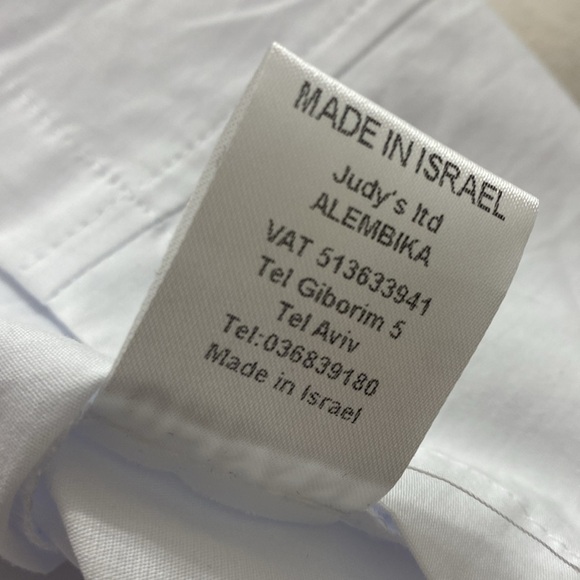 MADE IN ISRAEL
Judy's ltd
ALEMBIKA
VAT 513633941
Tel Giborim 5
Tel Aviv
Tel:036839180
Made in Israel